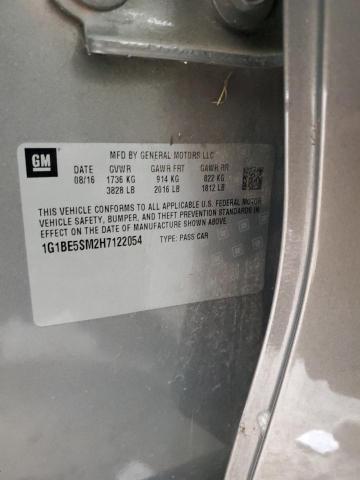 GM
MFD BY GENERAL MOTORS LLC
DATE GVWR GAWR FRT GAWR RR
08/16 1736 KG 914 KG 822 KG
3828 LB 2016 LB 1812 LB
THIS VEHICLE CONFORMS TO ALL APPLICABLE U.S. FEDERAL MOTOR
VEHICLE SAFETY, BUMPER, AND THEFT PREVENTION STANDARDS IN
EFFECT ON THE DATE OF MANUFACTURE SHOWN ABOVE.
1G1BE5SM2H7122054 TYPE: PASS CAR